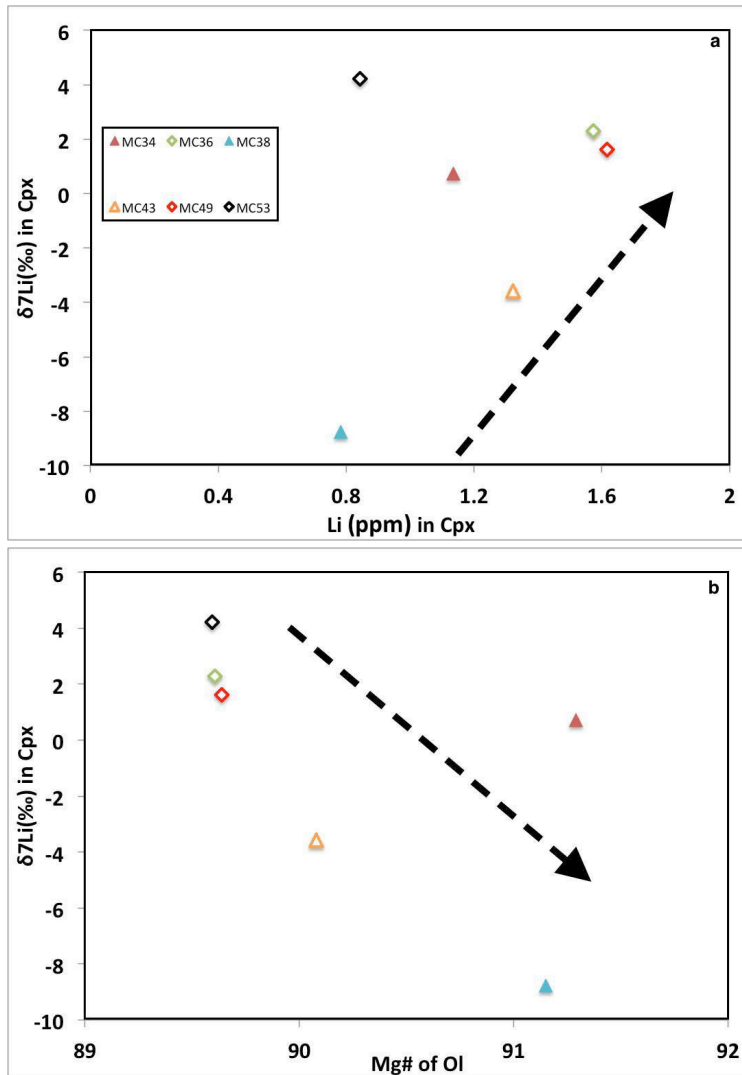 a
6
4
2
0
-2
-4
-6
-8
-10
δ7Li(‰) in Cpx
MC34 MC36 MC38
MC43 MC49 MC53
0 0.4 0.8 1.2 1.6 2
Li (ppm) in Cpx
b
6
4
2
0
-2
-4
-6
-8
-10
δ7Li(‰) in Cpx
89 90 91 92
Mg# of Ol